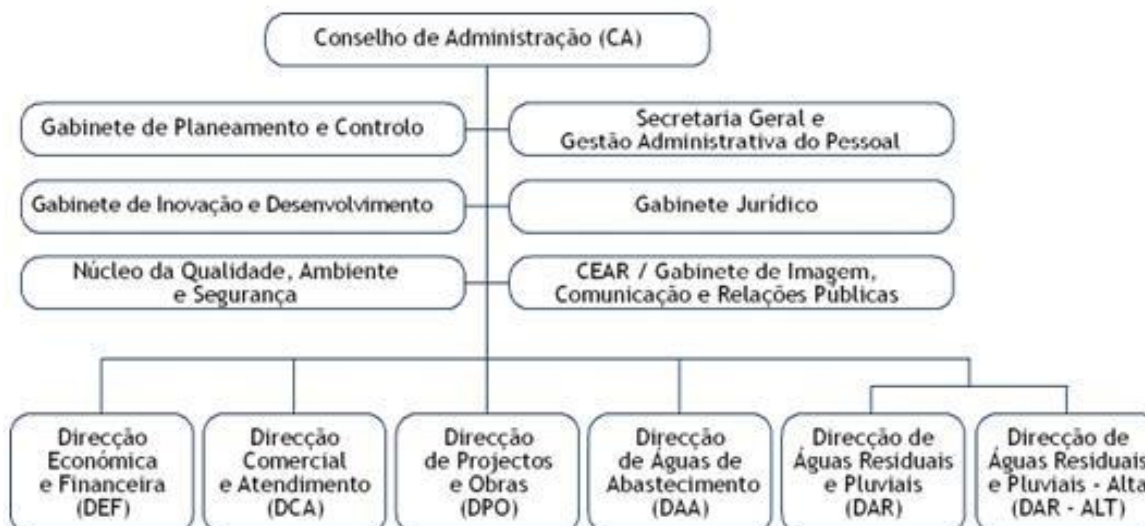 Conselho de Administração (CA)
Gabinete de Planeamento e Controlo
Secretaria Geral e
Gestão Administrativa do Pessoal
Gabinete de Inovação e Desenvolvimento
Gabinete Jurídico
Núcleo da Qualidade, Ambiente
e Segurança
CEAR / Gabinete de Imagem,
Comunicação e Relações Públicas
Direcção
Económica
e Financeira
(DEF)
Direcção
Comercial
e Atendimento
(DCA)
Direcção
de Projectos
e Obras
(DPO)
Direcção
de Águas de
Abastecimento
(DAA)
Direcção de
Águas Residuais
e Pluviais
(DAR)
Direcção de
Águas Residuais
e Pluviais - Alta
(DAR - ALT)